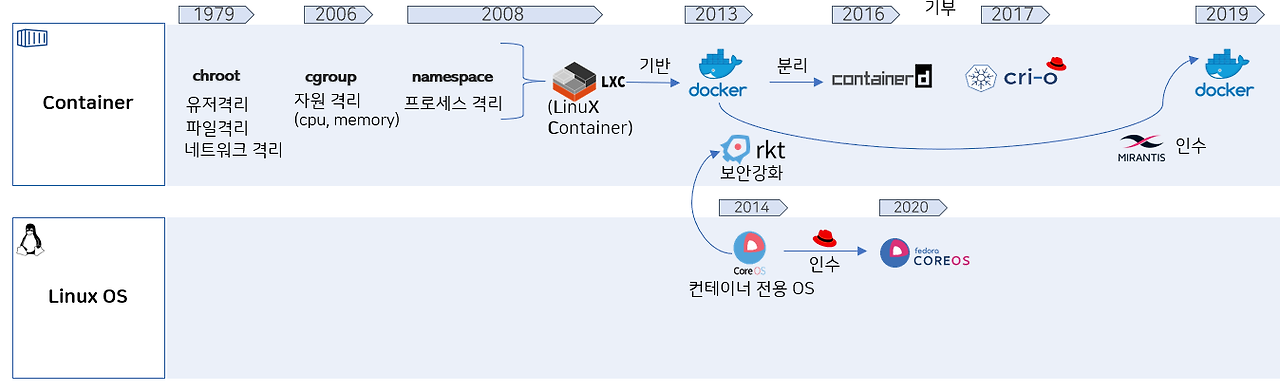 1979
2006
2008
2013
2016
기부
2017
2019
Container
chroot
유저격리
파일격리
네트워크 격리
cgroup
자원 격리
(cpu, memory)
namespace
프로세스 격리
LXC
(LinuX
Container)
기반
docker
분리
containerd
cri-o
docker
rkt
보안강화
MIRANTIS
인수
Linux OS
2014
2020
Core OS
컨테이너 전용 OS
인수
fedora
COREOS